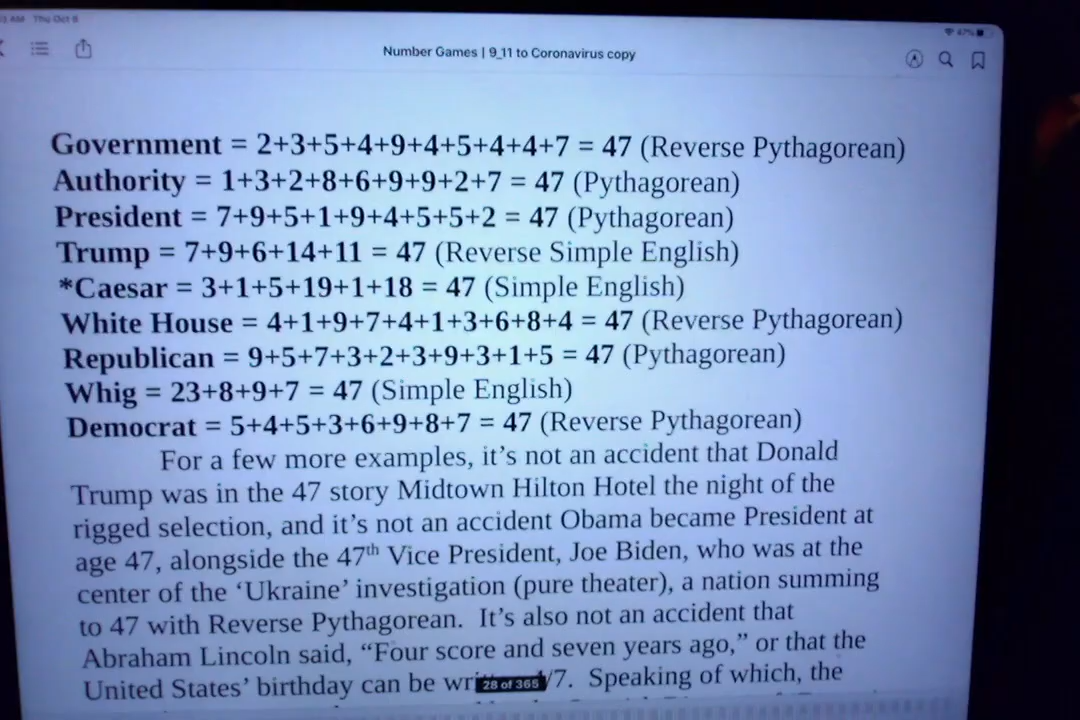 Thu Oct 8
47%
Number Games | 9_11 to Coronavirus copy
Government = 2+3+5+4+9+4+5+4+4+7 = 47 (Reverse Pythagorean)
Authority = 1+3+2+8+6+9+9+2+7 = 47 (Pythagorean)
President = 7+9+5+1+9+4+5+5+2 = 47 (Pythagorean)
Trump = 7+9+6+14+11 = 47 (Reverse Simple English)
*Caesar = 3+1+5+19+1+18 = 47 (Simple English)
White House = 4+1+9+7+4+1+3+6+8+4 = 47 (Reverse Pythagorean)
Republican = 9+5+7+3+2+3+9+3+1+5 = 47 (Pythagorean)
Whig = 23+8+9+7 = 47 (Simple English)
Democrat = 5+4+5+3+6+9+8+7 = 47 (Reverse Pythagorean)
For a few more examples, it's not an accident that Donald
Trump was in the 47 story Midtown Hilton Hotel the night of the
rigged selection, and it's not an accident Obama became President at
age 47, alongside the 47th Vice President, Joe Biden, who was at the
center of the ‘Ukraine’ investigation (pure theater), a nation summing
to 47 with Reverse Pythagorean. It's also not an accident that
Abraham Lincoln said, “Four score and seven years ago,” or that the
United States’ birthday can be wri /7. Speaking of which, the
28 of 365